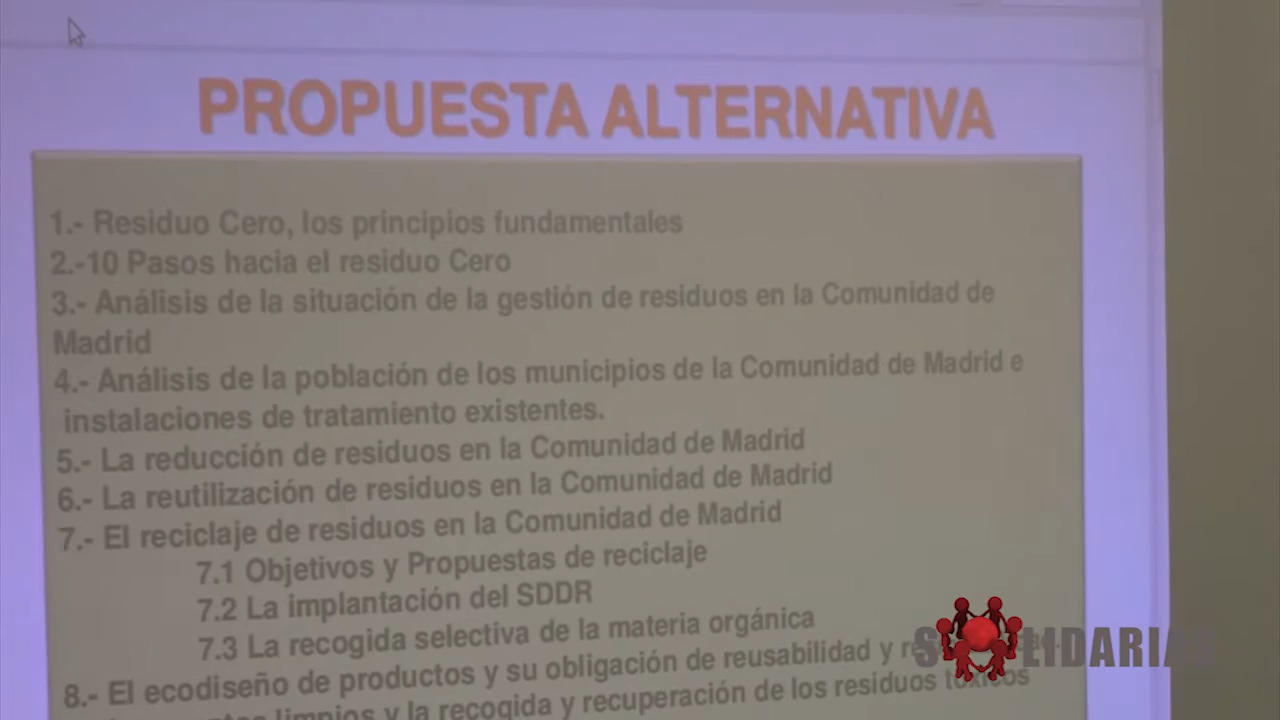 PROPUESTA ALTERNATIVA
1.- Residuo Cero, los principios fundamentales
2.-10 Pasos hacia el residuo Cero
3.- Análisis de la situación de la gestión de residuos en la Comunidad de
Madrid
4.- Análisis de la población de los municipios de la Comunidad de Madrid e
instalaciones de tratamiento existentes.
5.- La reducción de residuos en la Comunidad de Madrid
6.- La reutilización de residuos en la Comunidad de Madrid
7.- El reciclaje de residuos en la Comunidad de Madrid
7.1 Objetivos y Propuestas de reciclaje
7.2 La implantación del SDDR
7.3 La recogida selectiva de la materia orgánica
8.- El ecodiseño de productos y su obligación de reusabilidad y
limpios y la recogida y recuperación de los residuos tóxicos
SOLIDARIAS